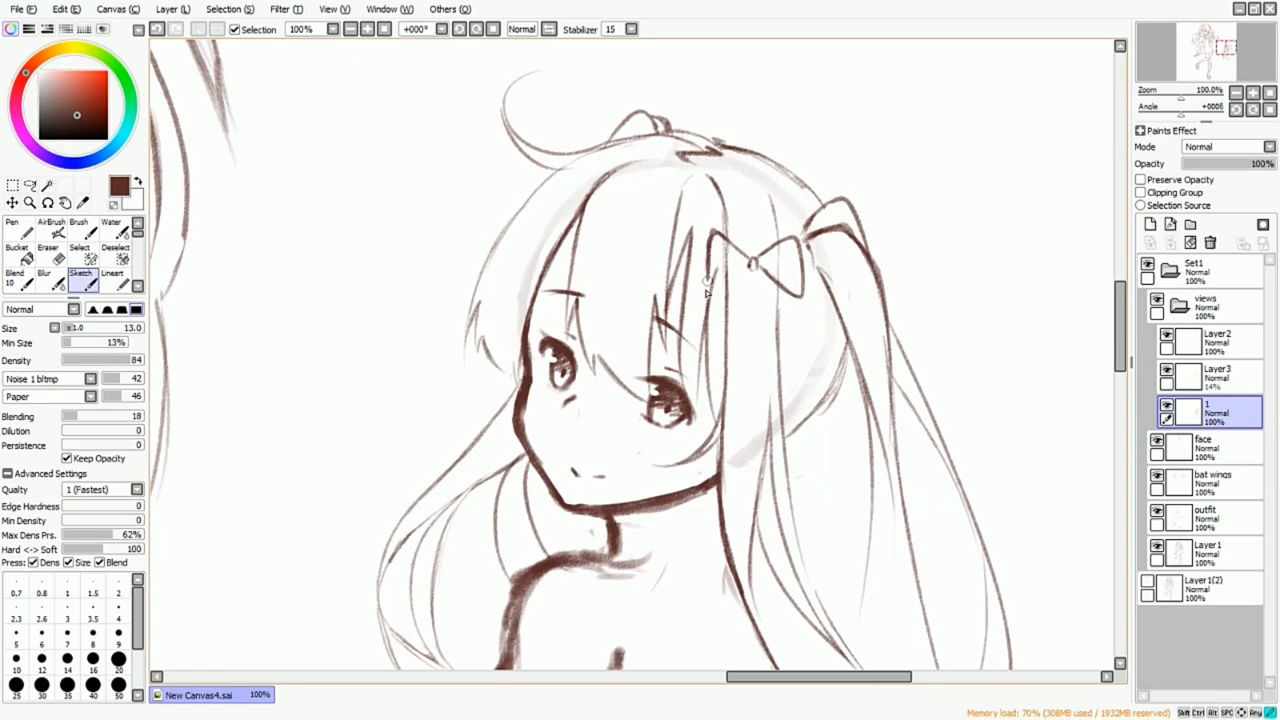 File (F) Edit (E) Canvas (C) Layer (L) Selection (S) Filter (T) View (V) Window (W) Others (O)
Selection 100% +000° Normal Stabilizer 15
Zoom 100.0%
Angle +000δ
Paints Effect
Mode Normal
Opacity 100%
Preserve Opacity
Clipping Group
Selection Source
Pen AirBrush Brush Water
Bucket Eraser Select Deselect
Blend 10 Blur Sketch Lineart
Normal
Size x1.0 13.0
Min Size 13%
Density 84
Noise 1 bitmp 42
Paper 46
Blending 18
Dilution 0
Persistence 0
Keep Opacity
Advanced Settings
Qualty 1 (Fastest)
Edge Hardness 0
Min Density 0
Max Dens Prs. 62%
Hard <-> Soft 100
Press: Dens Size Blend
0.7 0.8 1 1.5 2
2.3 2.6 3 3.5 4
5 6 7 8 9
10 12 14 16 20
25 30 35 40 50
Set1
Normal
100%
views
Normal
100%
Layer2
Normal
100%
Layer3
Normal
14%
1
Normal
100%
face
Normal
100%
bat wings
Normal
100%
outfit
Normal
100%
Layer1
Normal
100%
Layer1(2)
Normal
100%
New Canvas4.sai 100%
Memory load: 70% (308MB used / 1932MB reserved) Shift Ctrl Alt SPC Any